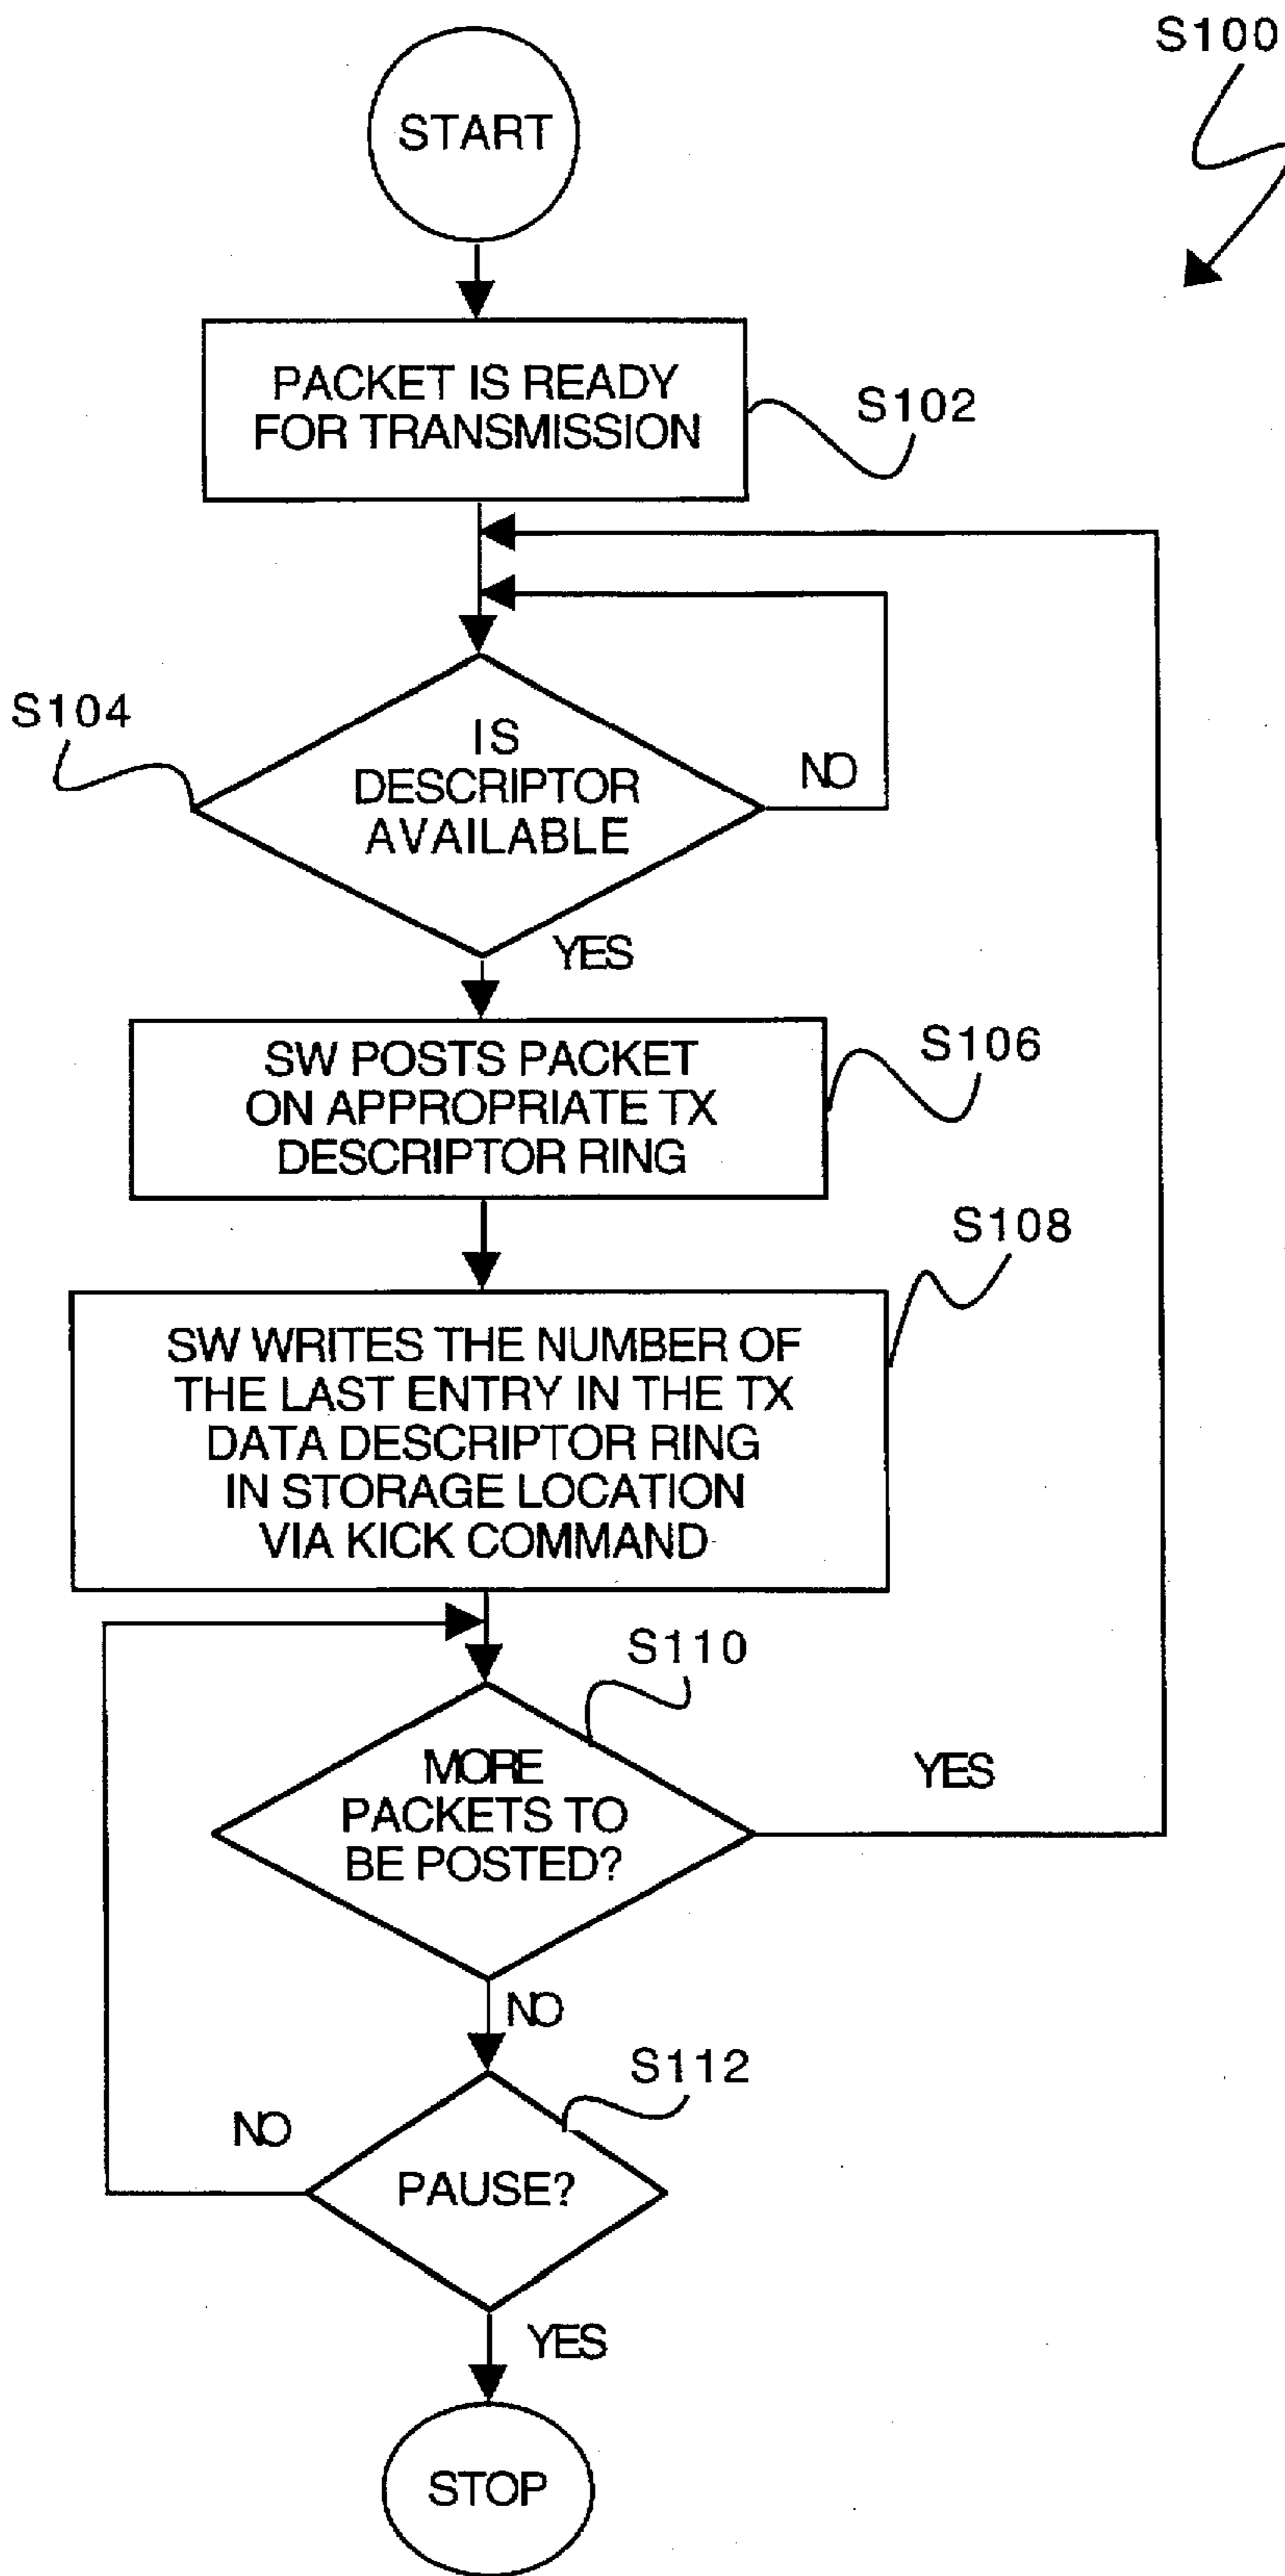 S100
START
PACKET IS READY
FOR TRANSMISSION
S102
S104
IS
DESCRIPTOR
AVAILABLE
NO
YES
SW POSTS PACKET
ON APPROPRIATE TX
DESCRIPTOR RING
S106
S108
SW WRITES THE NUMBER OF
THE LAST ENTRY IN THE TX
DATA DESCRIPTOR RING
IN STORAGE LOCATION
VIA KICK COMMAND
S110
MORE
PACKETS TO
BE POSTED?
YES
NO
S112
NO
PAUSE?
YES
STOP